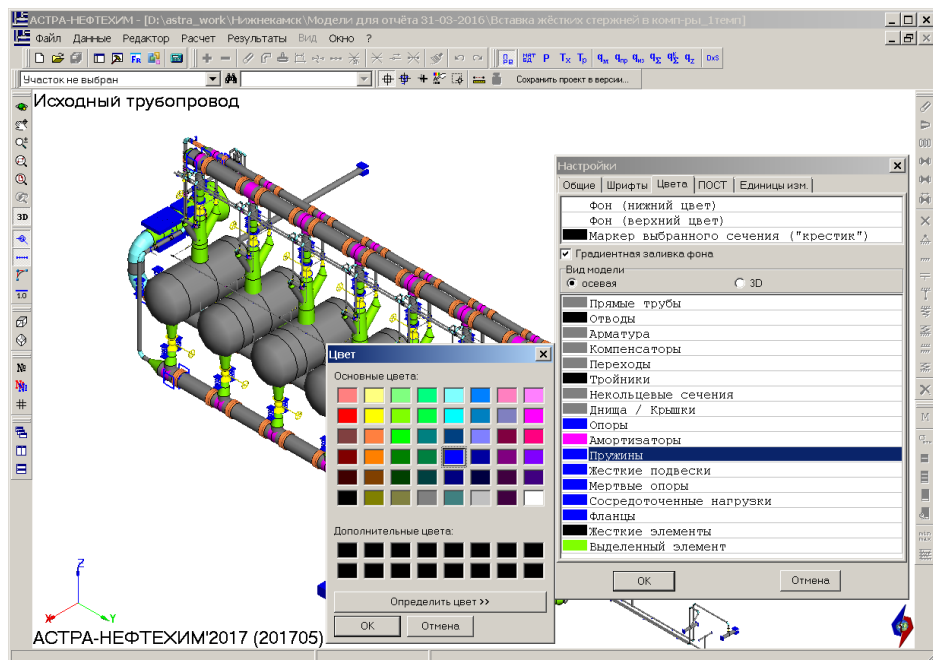 АСТРА-НЕФТЕХИМ - [D:\astra_work\Нижнекамск\Модели для отчёта 31-03-2016\Вставка жёстких стержней в комп-ры_1темп]
Файл Данные Редактор Расчет Результаты Вид Окно ?
Участок не выбран
Сохранить проект в версии...
Исходный трубопровод
3D
1.0
№
Настройки
Общие Шрифты Цвета ПОСТ Единицы изм.
Фон (нижний цвет)
Фон (верхний цвет)
Маркер выбранного сечения ("крестик")
Градиентная заливка фона
Вид модели
осевая 3D
Прямые трубы
Отводы
Арматура
Компенсаторы
Переходы
Тройники
Некольцевые сечения
Днища / Крышки
Опоры
Амортизаторы
Пружины
Жесткие подвески
Мертвые опоры
Сосредоточенные нагрузки
Фланцы
Жесткие элементы
Выделенный элемент
OK Отмена
Цвет
Основные цвета:
Дополнительные цвета:
Определить цвет >>
OK Отмена
Z
X
Y
АСТРА-НЕФТЕХИМ'2017 (201705)